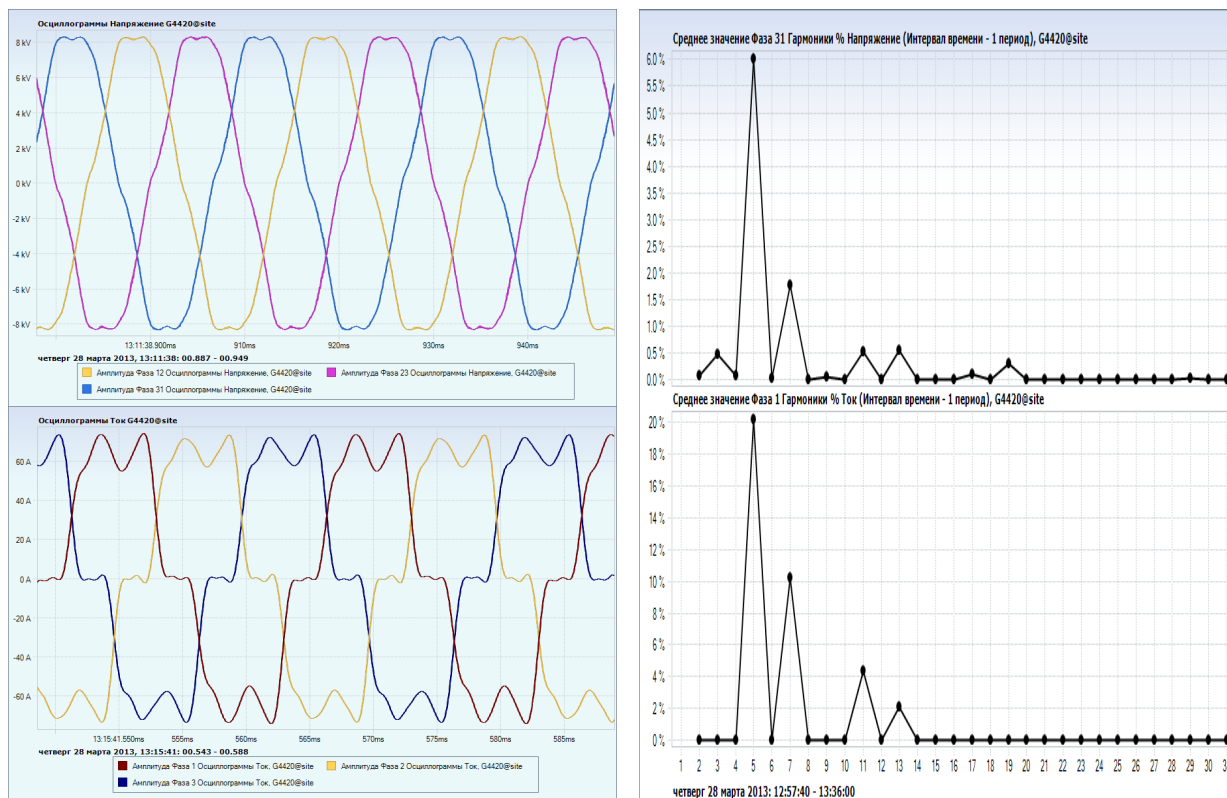 Осциллограммы Напряжение G4420@site
8 kV
6 kV
4 kV
2 kV
0 kV
-2 kV
-4 kV
-6 kV
-8 kV
13:11:38.900ms 910ms 920ms 930ms 940ms
четверг 28 марта 2013, 13:11:38: 00.887 - 00.949
Амплитуда Фаза 12 Осциллограммы Напряжение, G4420@site Амплитуда Фаза 23 Осциллограммы Напряжение, G4420@site
Амплитуда Фаза 31 Осциллограммы Напряжение, G4420@site
Осциллограммы Ток G4420@site
60 A
40 A
20 A
0 A
-20 A
-40 A
-60 A
13:15:41.550ms 555ms 560ms 565ms 570ms 575ms 580ms 585ms
четверг 28 марта 2013, 13:15:41: 00.543 - 00.588
Амплитуда Фаза 1 Осциллограммы Ток, G4420@site Амплитуда Фаза 2 Осциллограммы Ток, G4420@site
Амплитуда Фаза 3 Осциллограммы Ток, G4420@site
Среднее значение Фаза 31 Гармоники % Напряжение (Интервал времени - 1 период), G4420@site
6.0 %
5.5 %
5.0 %
4.5 %
4.0 %
3.5 %
3.0 %
2.5 %
2.0 %
1.5 %
1.0 %
0.5 %
0.0 %
Среднее значение Фаза 1 Гармоники % Ток (Интервал времени - 1 период), G4420@site
20 %
18 %
16 %
14 %
12 %
10 %
8 %
6 %
4 %
2 %
0 %
1 2 3 4 5 6 7 8 9 10 11 12 13 14 15 16 17 18 19 20 21 22 23 24 25 26 27 28 29 30
четверг 28 марта 2013: 12:57:40 - 13:36:00